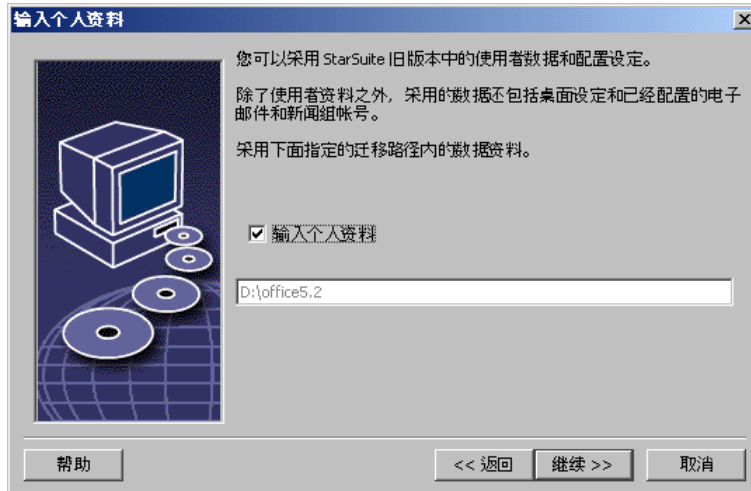 输入个人资料
您可以采用 StarSuite 旧版本中的使用者数据和配置设定。
除了使用者资料之外，采用的数据还包括桌面设定和已经配置的电子
邮件和新闻组帐号。
采用下面指定的迁移路径内的数据资料。
输入个人资料
D:\office5.2
帮助
<< 返回
继续 >>
取消